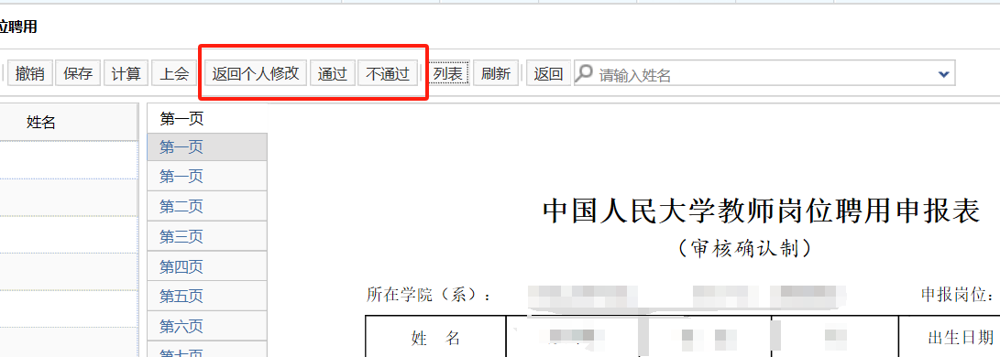 位聘用
撤销 保存 计算 上会 返回个人修改 通过 不通过 列表 刷新 返回 请输入姓名
姓名
第一页
第一页
第一页
第二页
第三页
第四页
第五页
第六页
第七页
中国人民大学教师岗位聘用申报表
（审核确认制）
所在学院（系）： 申报岗位：
姓 名 出生日期